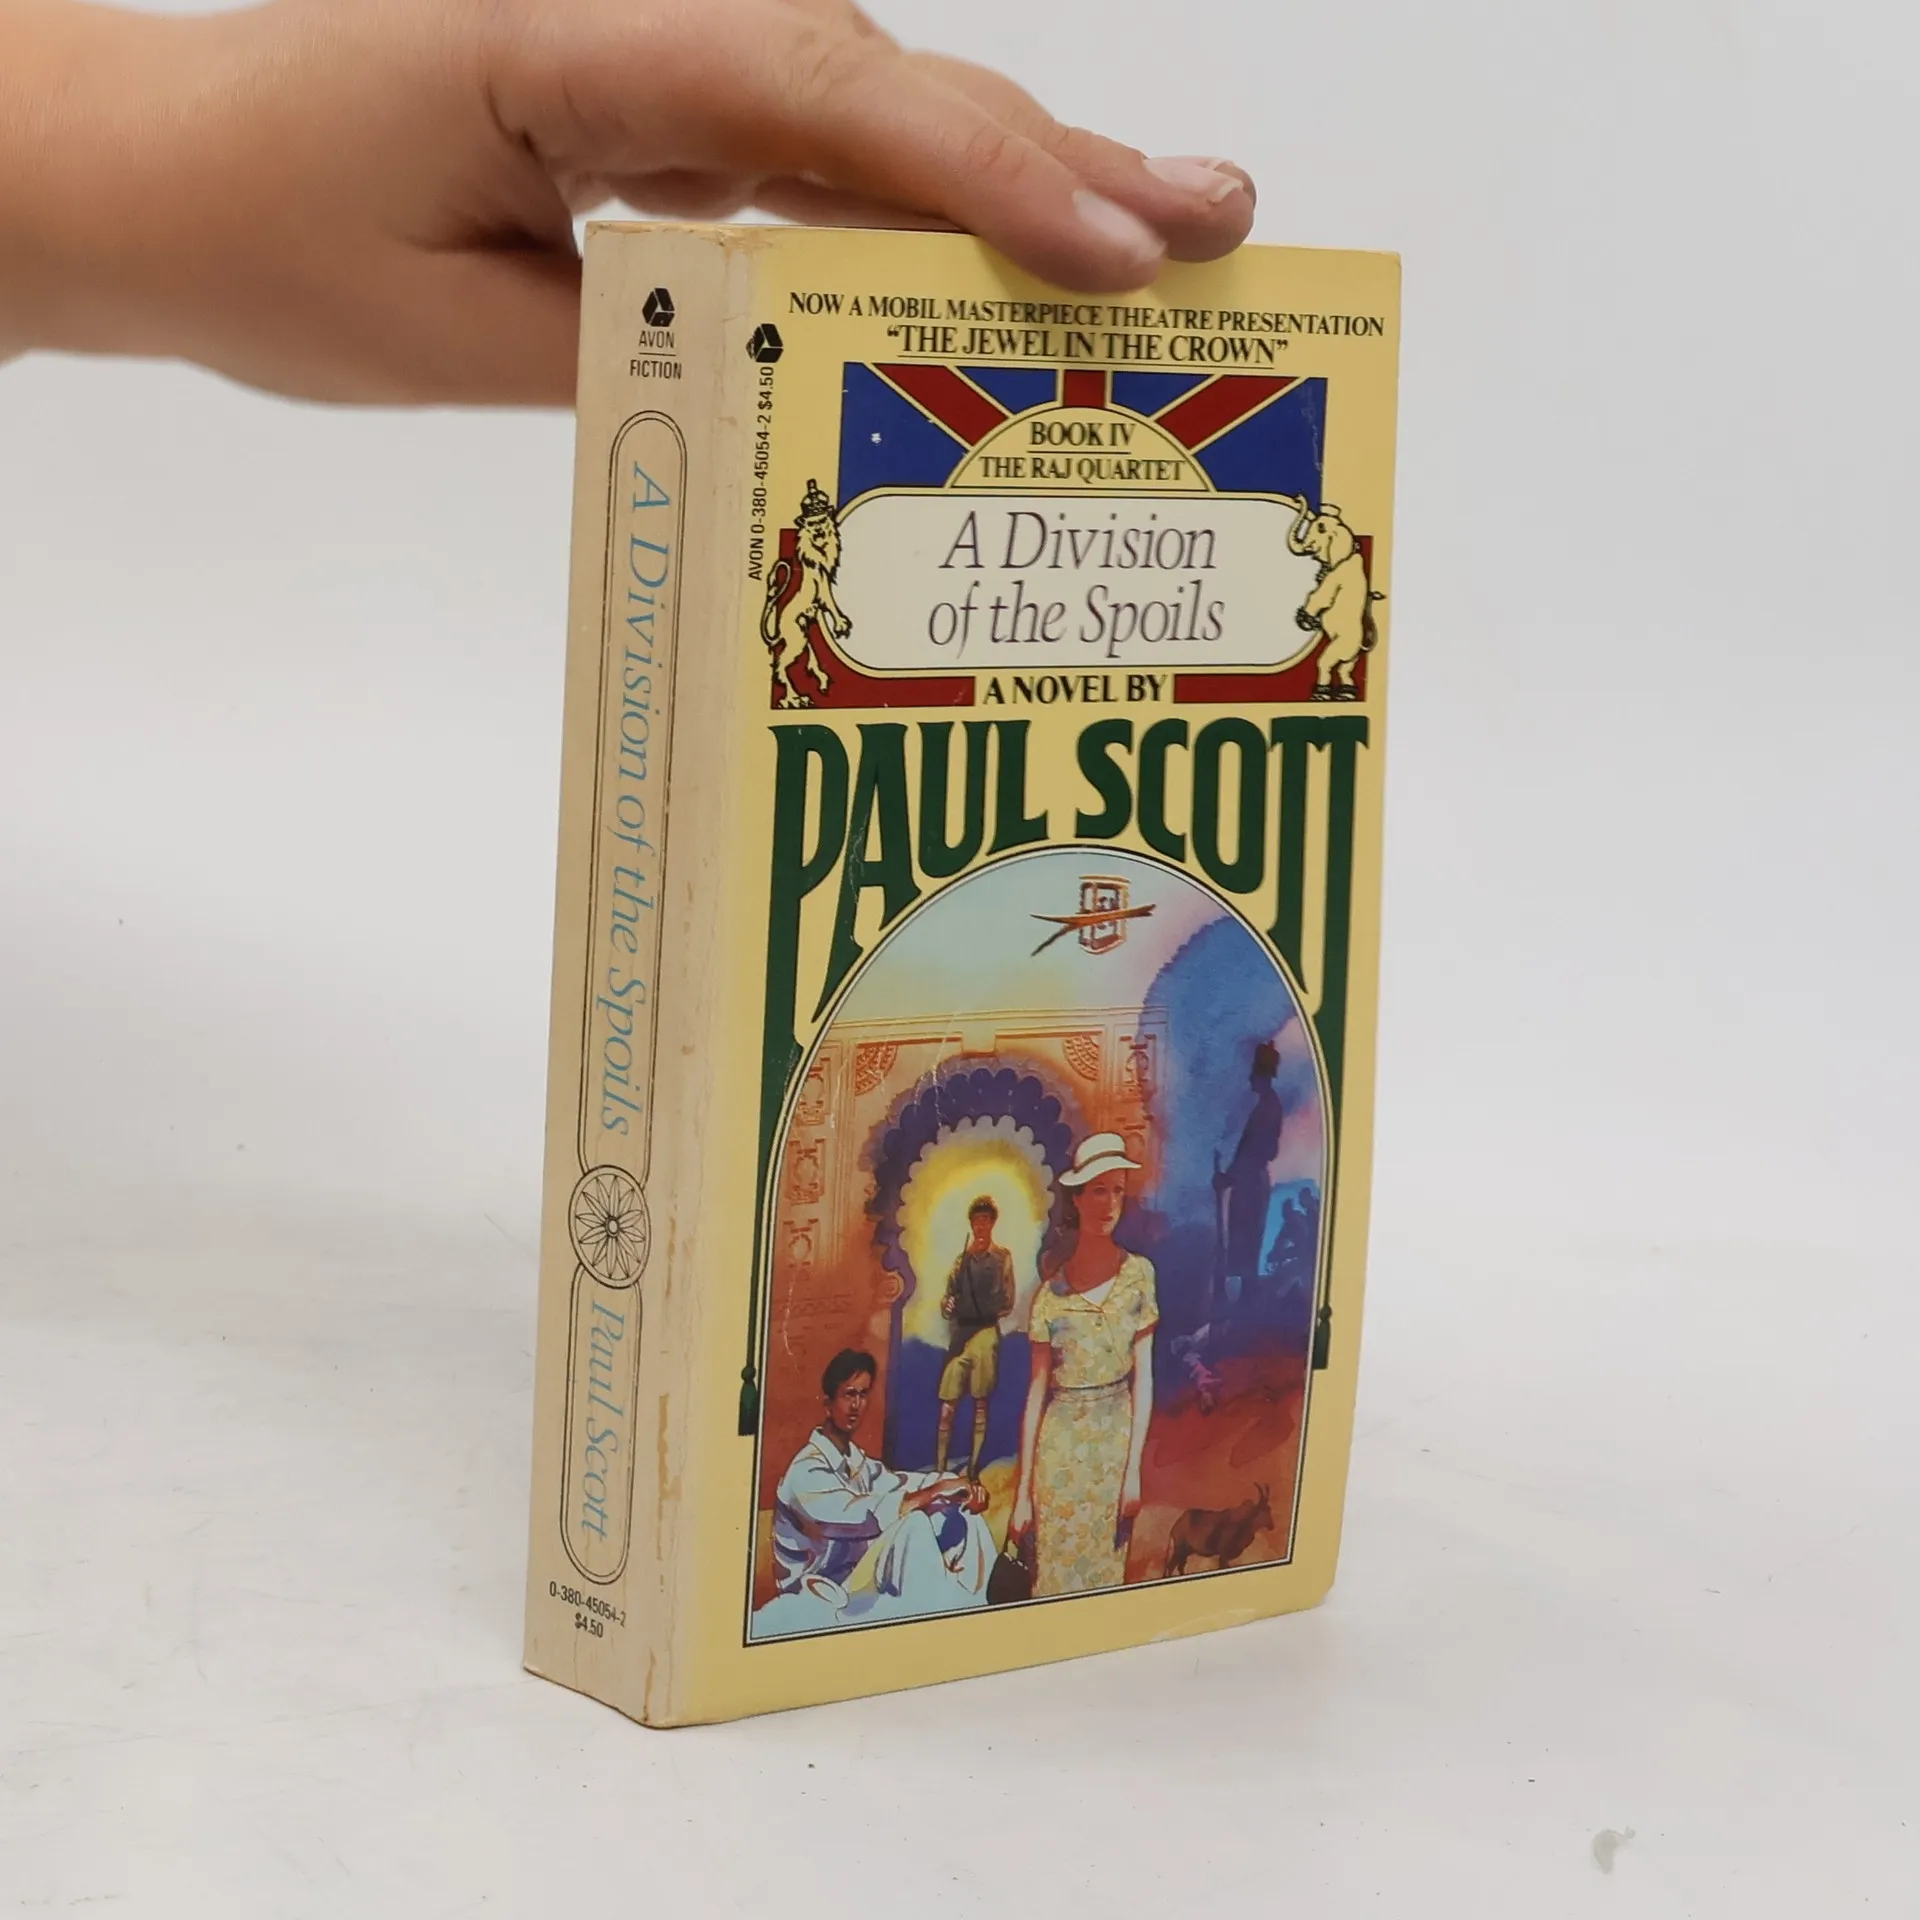 AVON
FICTION
A Division of the Spoils
Paul Scott
0-380-45054-2
$4.50
AVON 0-380-45054-2 $4.50
NOW A MOBIL MASTERPIECE THEATRE PRESENTATION
“THE JEWEL IN THE CROWN”
BOOK IV
THE RAJ QUARTET
A Division
of the Spoils
A NOVEL BY
PAUL SCOTT